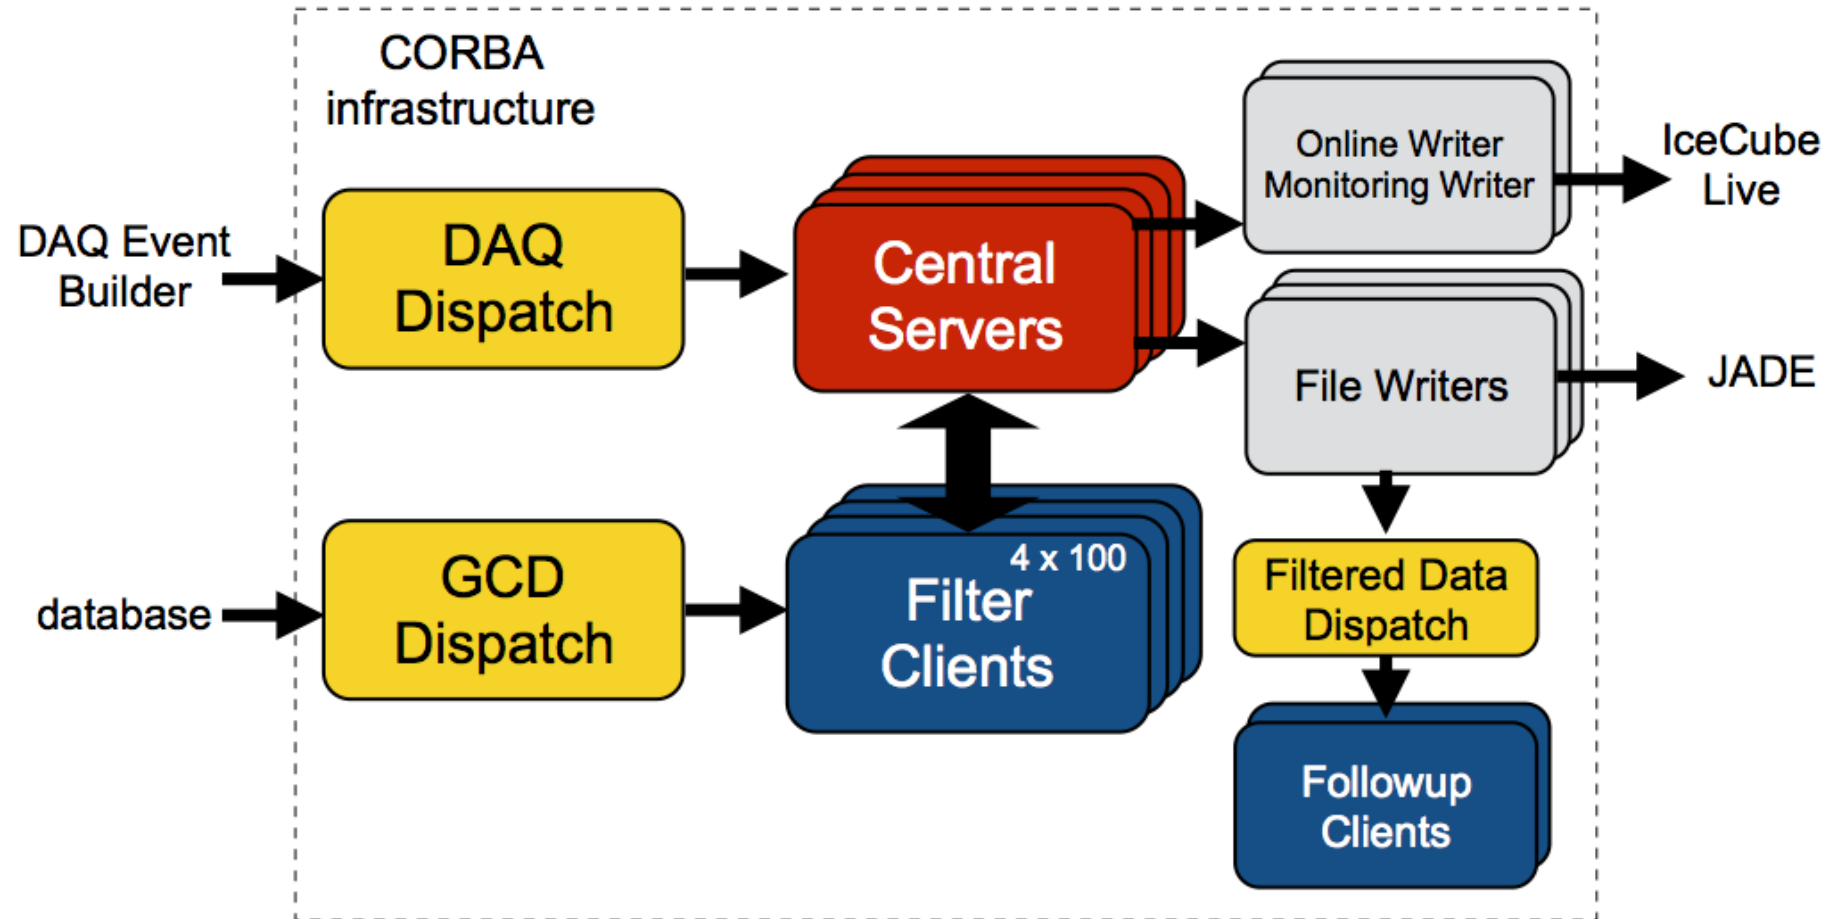 CORBA
infrastructure
DAQ Event
Builder
DAQ
Dispatch
Central
Servers
Online Writer
Monitoring Writer
IceCube
Live
File Writers
JADE
database
GCD
Dispatch
4 x 100
Filter
Clients
Filtered Data
Dispatch
Followup
Clients